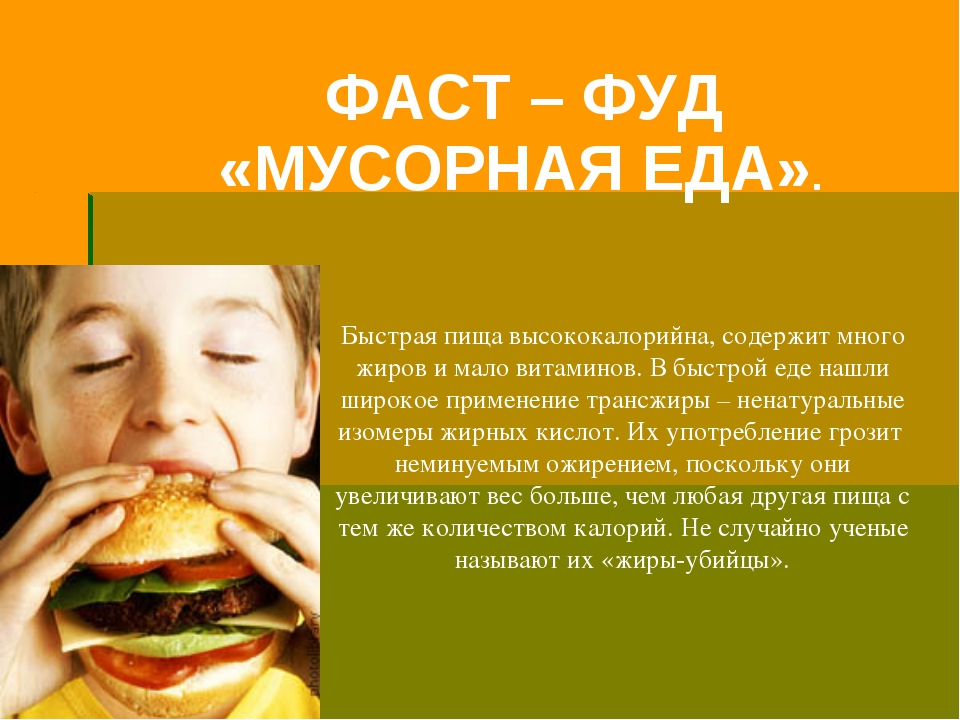 ФАСТ – ФУД
«МУСОРНАЯ ЕДА».
Быстрая пища высококалорийна, содержит много
жиров и мало витаминов. В быстрой еде нашли
широкое применение трансжиры – ненатуральные
изомеры жирных кислот. Их употребление грозит
неминуемым ожирением, поскольку они
увеличивают вес больше, чем любая другая пища с
тем же количеством калорий. Не случайно ученые
называют их «жиры-убийцы».
photolibrary